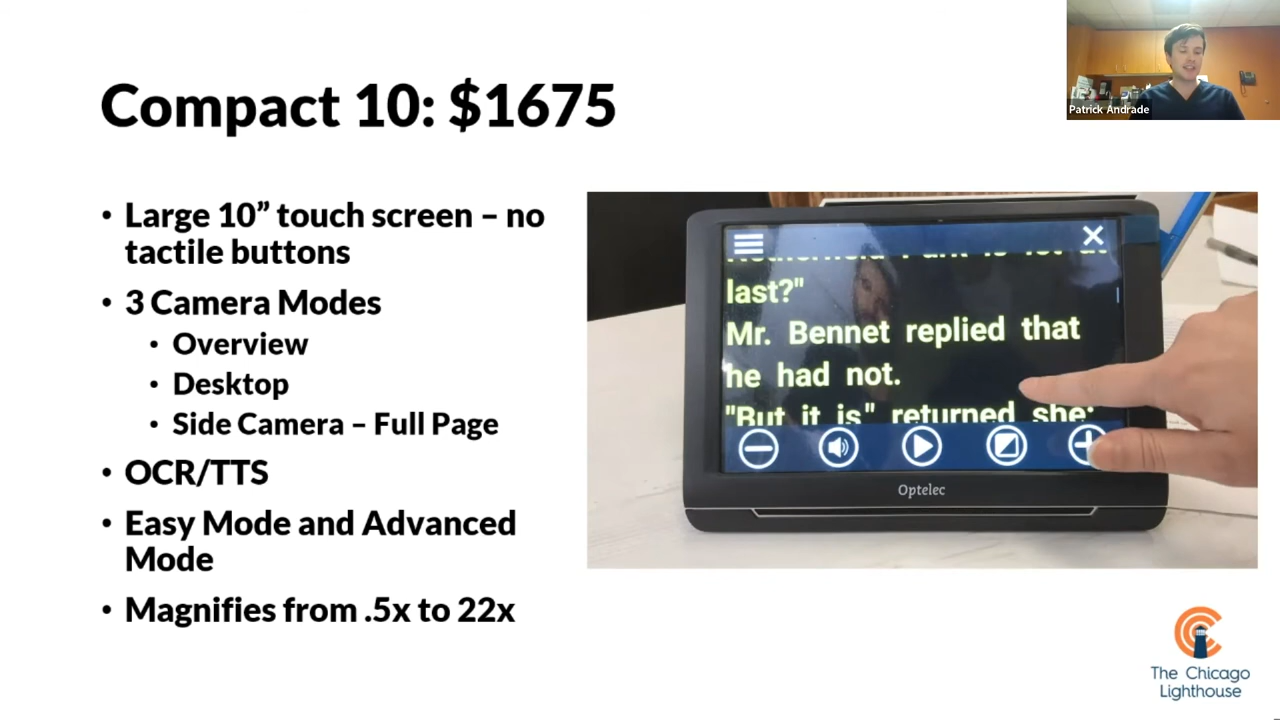 Patrick Andrade
Compact 10: $1675
• Large 10” touch screen – no
tactile buttons
• 3 Camera Modes
• Overview
• Desktop
• Side Camera – Full Page
• OCR/TTS
• Easy Mode and Advanced
Mode
• Magnifies from .5x to 22x
last?"
Mr. Bennet replied that
he had not.
"But it is" returned she;
Optelec
The Chicago
Lighthouse